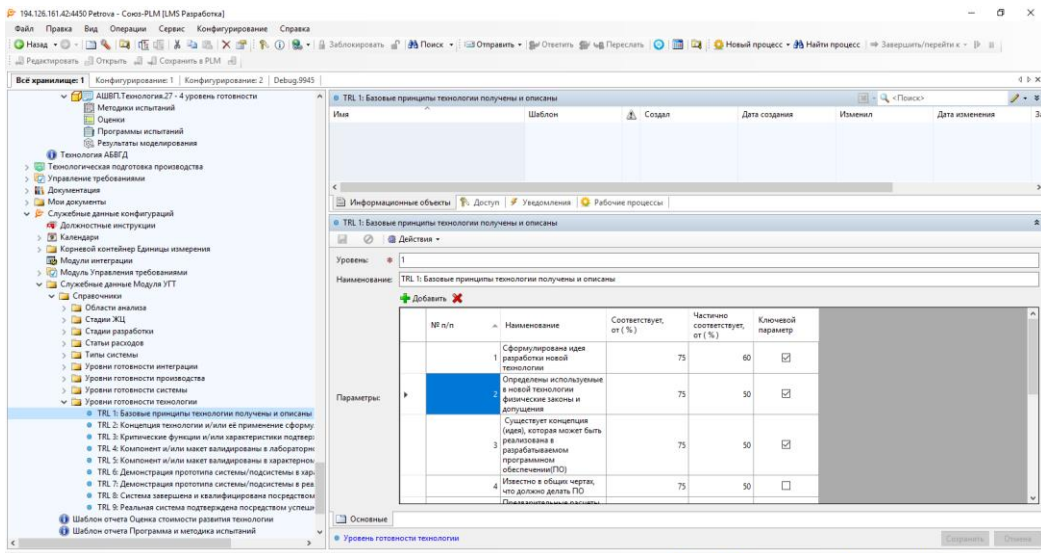 194.126.161.42:4450 Petrova - Союз-PLM [LMS Разработка]
Файл Правка Вид Операции Сервис Конфигурирование Справка
Назад Заблокировать Поиск Отправить Ответить Переслать Новый процесс Найти процесс Завершить/перейти к
Редактировать Открыть Сохранить в PLM
Всё хранилище: 1 Конфигурирование: 1 Конфигурирование: 2 Debug.9945
АШВП.Технология.27 - 4 уровень готовности
Методики испытаний
Оценки
Программы испытаний
Результаты моделирования
Технология АБВГД
Технологическая подготовка производства
Управление требованиями
Документация
Мои документы
Служебные данные конфигураций
Должностные инструкции
Календари
Корневой контейнер Единицы измерения
Модули интеграции
Модуль Управления требованиями
Служебные данные Модуля УГТ
Справочники
Области анализа
Стадии ЖЦ
Стадии разработки
Статьи расходов
Типы системы
Уровни готовности интеграции
Уровни готовности производства
Уровни готовности системы
Уровни готовности технологии
TRL 1: Базовые принципы технологии получены и описаны
TRL 2: Концепция технологии и/или её применение сформу
TRL 3: Критические функции и/или характеристики подтвер
TRL 4: Компонент и/или макет валидированы в лабораторно
TRL 5: Компонент и/или макет валидированы в характерном
TRL 6: Демонстрация прототипа системы/подсистемы в хар
TRL 7: Демонстрация прототипа системы/подсистемы в реа
TRL 8: Система завершена и квалифицирована посредством
TRL 9: Реальная система подтверждена посредством успеш
Шаблон отчета Оценка стоимости развития технологии
Шаблон отчета Программа и методика испытаний
TRL 1: Базовые принципы технологии получены и описаны
<Поиск>
Имя Шаблон Создал Дата создания Изменил Дата изменения За
Информационные объекты Доступ Уведомления Рабочие процессы
TRL 1: Базовые принципы технологии получены и описаны
Действия
Уровень: 1
Наименование: TRL 1: Базовые принципы технологии получены и описаны
Добавить
№ п/п Наименование Соответствует, от ( % ) Частично соответствует, от ( % ) Ключевой параметр
Параметры:
1 Сформулирована идея разработки новой технологии 75 60
2 Определены используемые в новой технологии физические законы и допущения 75 50
3 Существует концепция (идея), которая может быть реализована в разрабатываемом программном обеспечении(ПО) 75 50
4 Известно в общих чертах, что должно делать ПО 75 50
Предварительные расчеты
Основные
Уровень готовности технологии
Сохранить Отмена